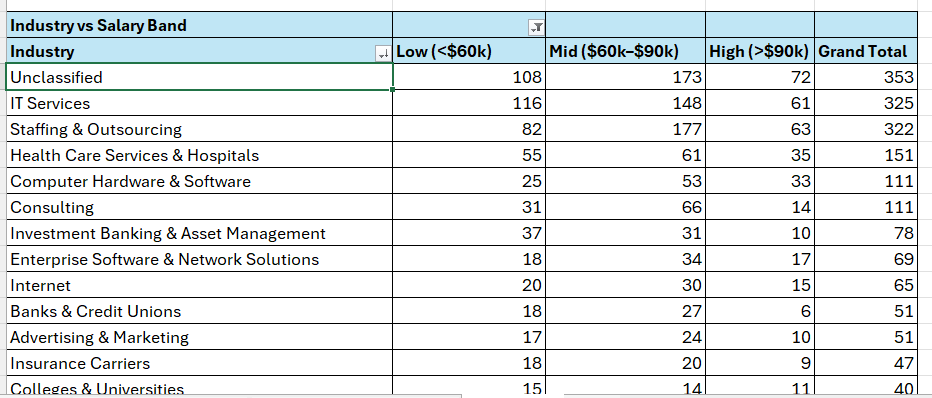 Industry vs Salary Band
Industry Low (<$60k) Mid ($60k–$90k) High (>$90k) Grand Total
Unclassified 108 173 72 353
IT Services 116 148 61 325
Staffing & Outsourcing 82 177 63 322
Health Care Services & Hospitals 55 61 35 151
Computer Hardware & Software 25 53 33 111
Consulting 31 66 14 111
Investment Banking & Asset Management 37 31 10 78
Enterprise Software & Network Solutions 18 34 17 69
Internet 20 30 15 65
Banks & Credit Unions 18 27 6 51
Advertising & Marketing 17 24 10 51
Insurance Carriers 18 20 9 47
Colleges & Universities 15 14 11 40